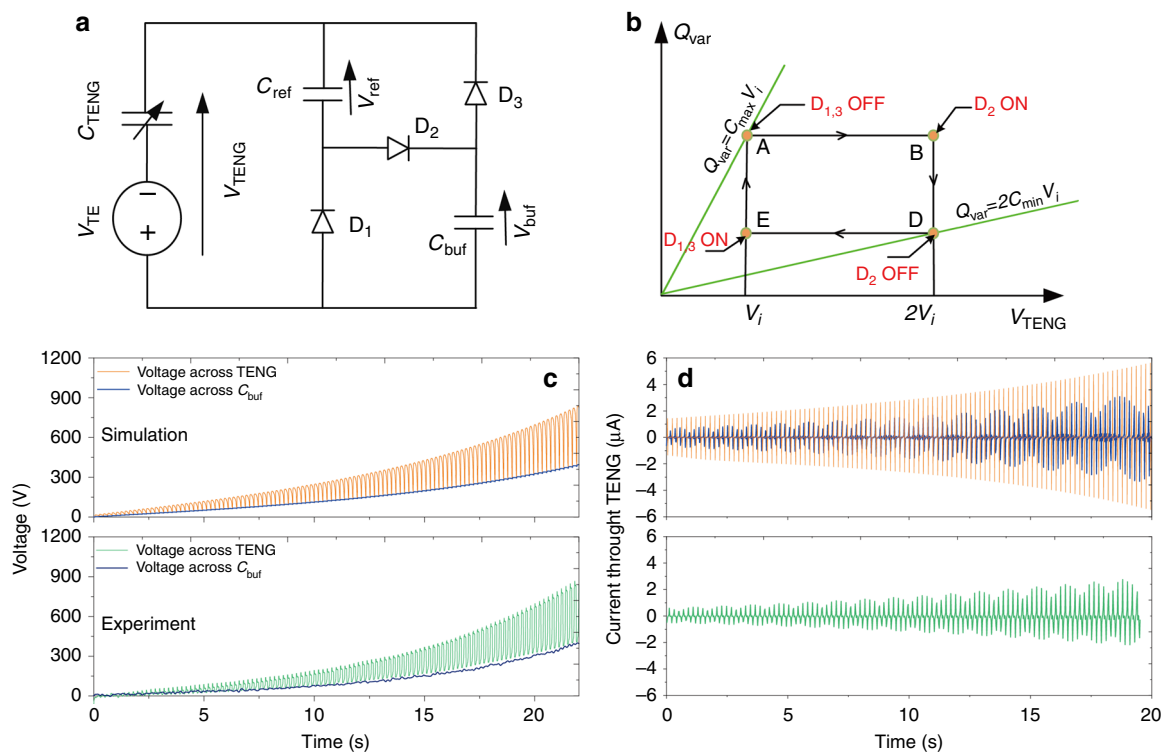 a
C_TENG
V_TE
−
+
V_TENG
C_ref
V_ref
D_1
D_2
D_3
C_buf
V_buf
b
Q_var
Q_var=C_max V_i
D_1,3 OFF
D_2 ON
A
B
Q_var=2C_min V_i
E
D
D_1,3 ON
D_2 OFF
V_i
2V_i
V_TENG
c
Voltage (V)
1200
900
600
300
0
Voltage across TENG
Voltage across C_buf
Simulation
1200
900
600
300
0
Voltage across TENG
Voltage across C_buf
Experiment
0
5
10
15
20
Time (s)
d
Current throught TENG (µA)
6
4
2
0
−2
−4
−6
6
4
2
0
−2
−4
−6
0
5
10
15
20
Time (s)